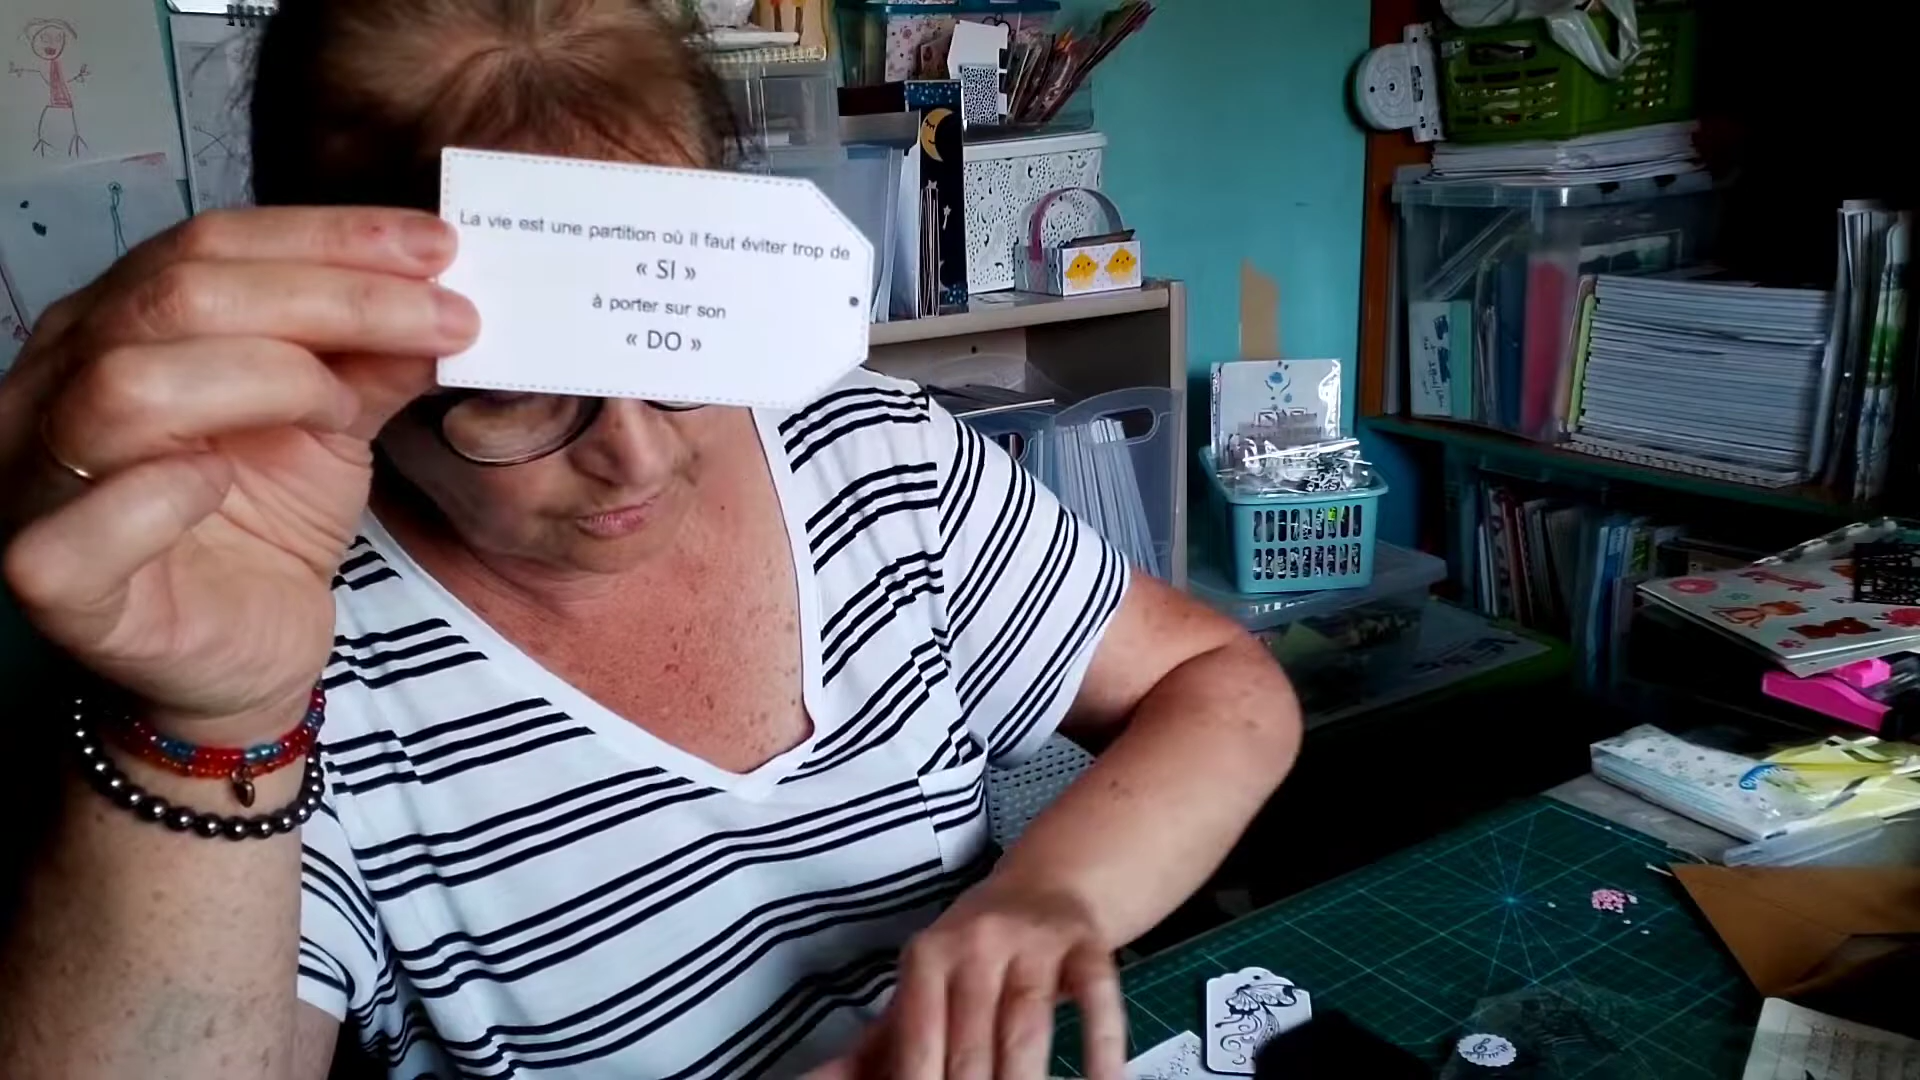 La vie est une partition où il faut éviter trop de
« SI »
à porter sur son
« DO »